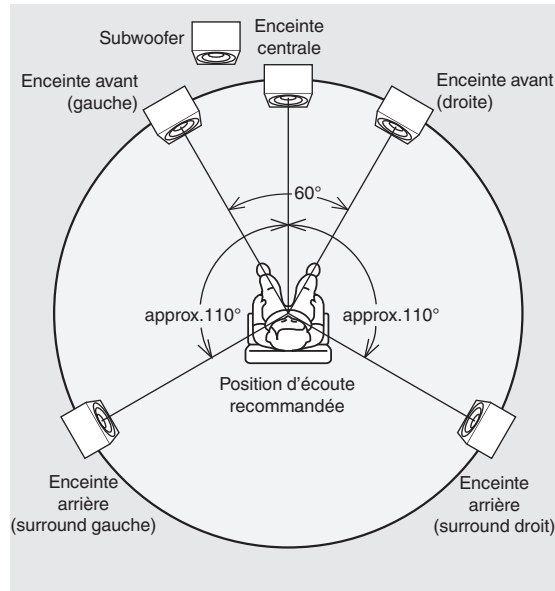 Subwoofer
Enceinte
centrale
Enceinte avant
(gauche)
Enceinte avant
(droite)
60°
approx.110°
approx.110°
Position d’écoute
recommandée
Enceinte
arrière
(surround gauche)
Enceinte
arrière
(surround droit)